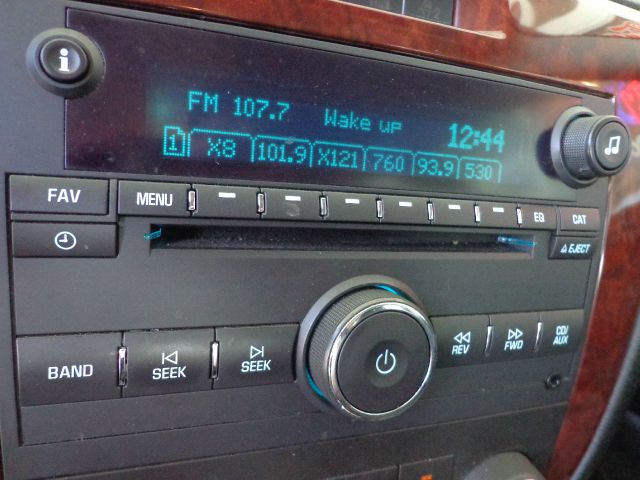 i
FM 107.7 Wake up 12:44
1 X8 101.9 X121 760 93.9 530
FAV MENU EQ CAT
EJECT
BAND SEEK SEEK REV FWD CD/
AUX